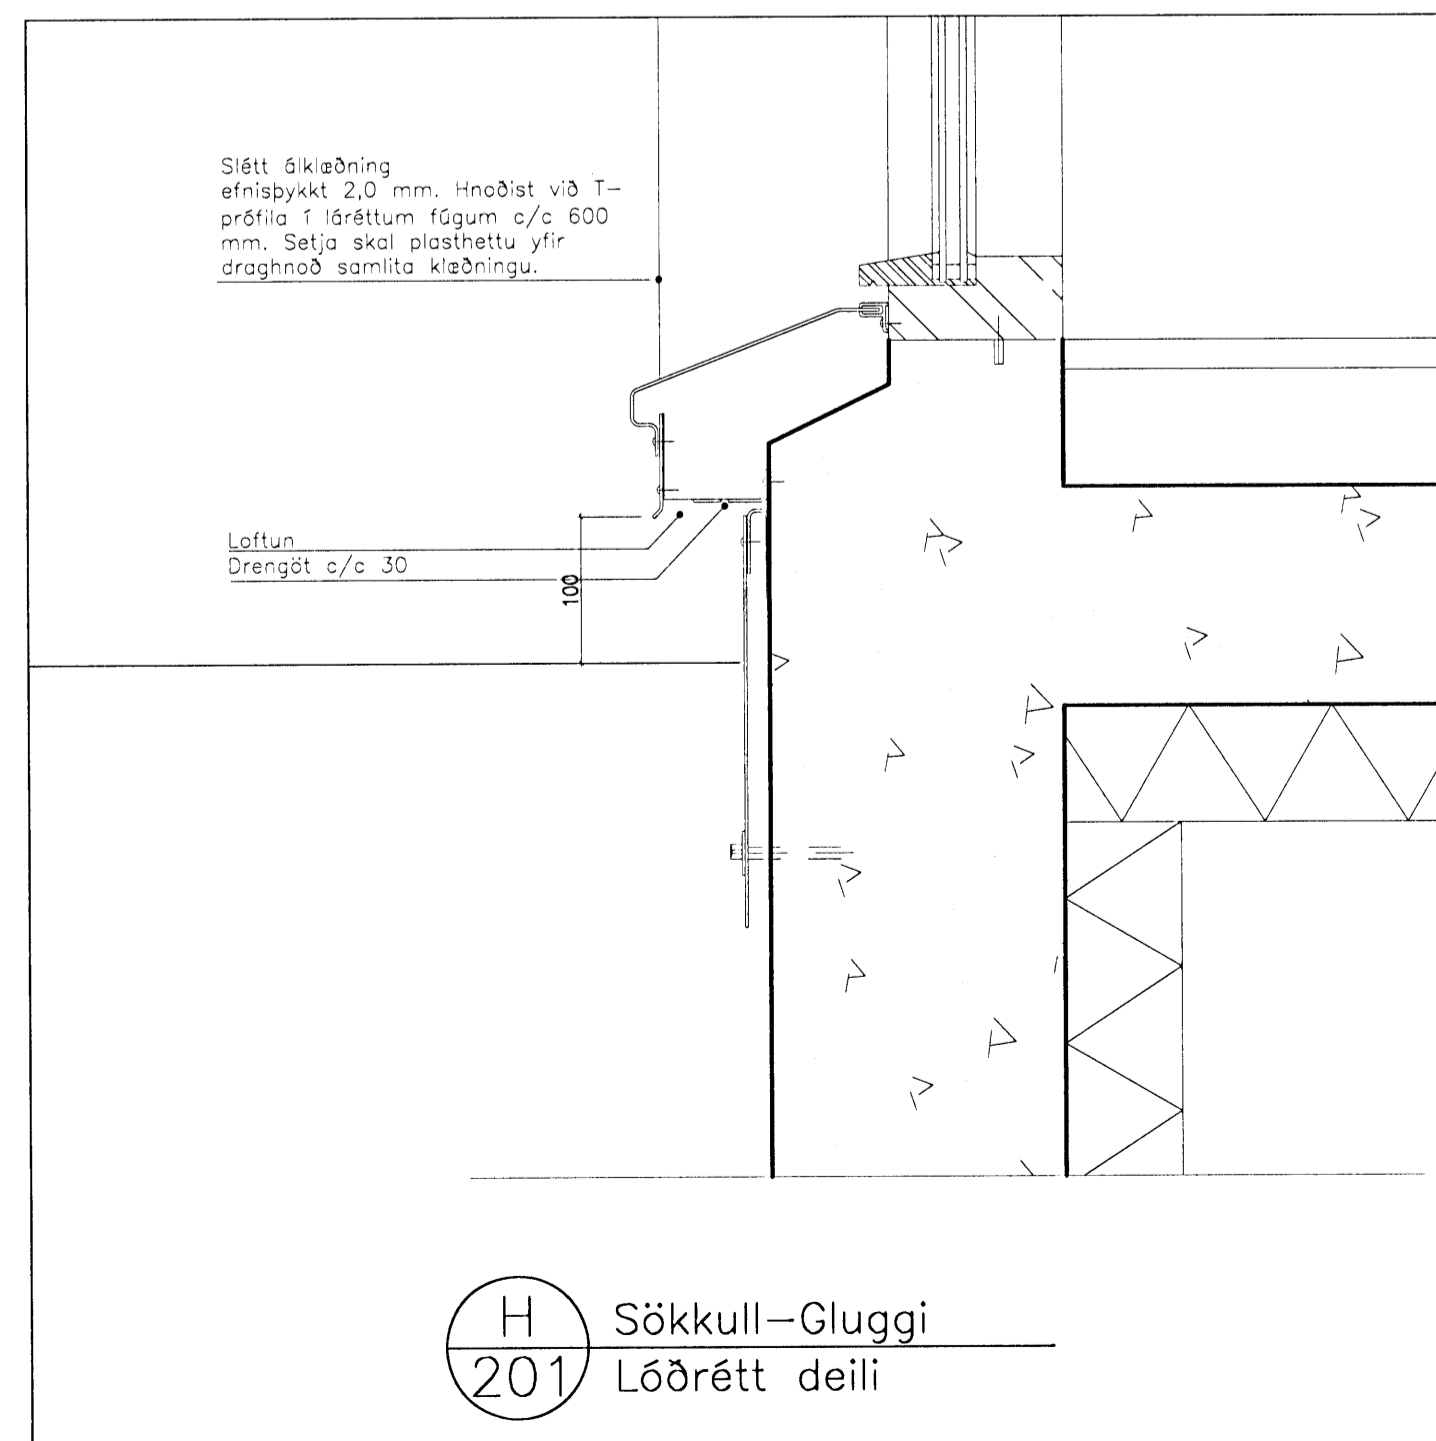 Slétt álklæðning
efnisþykkt 2,0 mm. Hnoðist við T-
prófíla í láréttum fúgum c/c 600
mm. Setja skal plasthettu yfir
draghnoð samlita klæðningu.
Loftun
Drengöt c/c 30
100
H
201
Sökkull-Gluggi
Lóðrétt deili